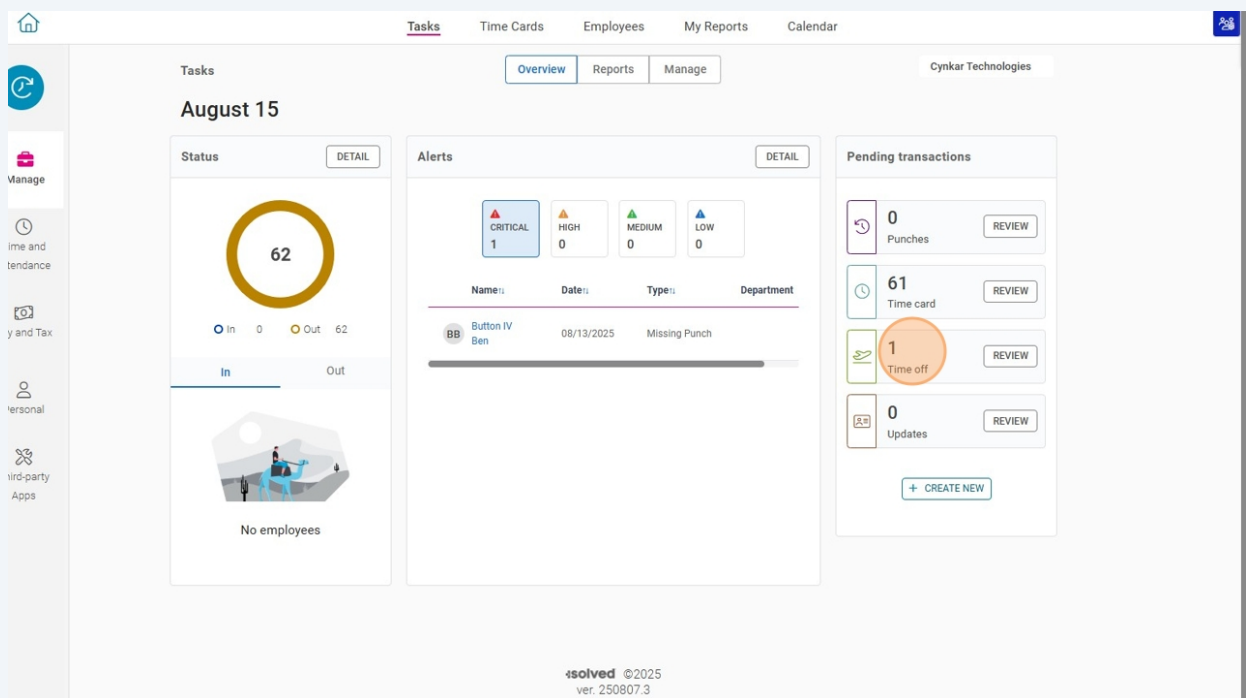 Tasks Time Cards Employees My Reports Calendar
Tasks
Overview Reports Manage
Cynkar Technologies
August 15
Manage
ime and
tendance
y and Tax
ersonal
ird-party
Apps
Status DETAIL
62
In 0 Out 62
In Out
No employees
Alerts DETAIL
CRITICAL HIGH MEDIUM LOW
1 0 0 0
Name Date Type Department
BB Button IV
Ben 08/13/2025 Missing Punch
Pending transactions
0
Punches REVIEW
61
Time card REVIEW
1
Time off REVIEW
0
Updates REVIEW
+ CREATE NEW
isolved ©2025
ver. 250807.3